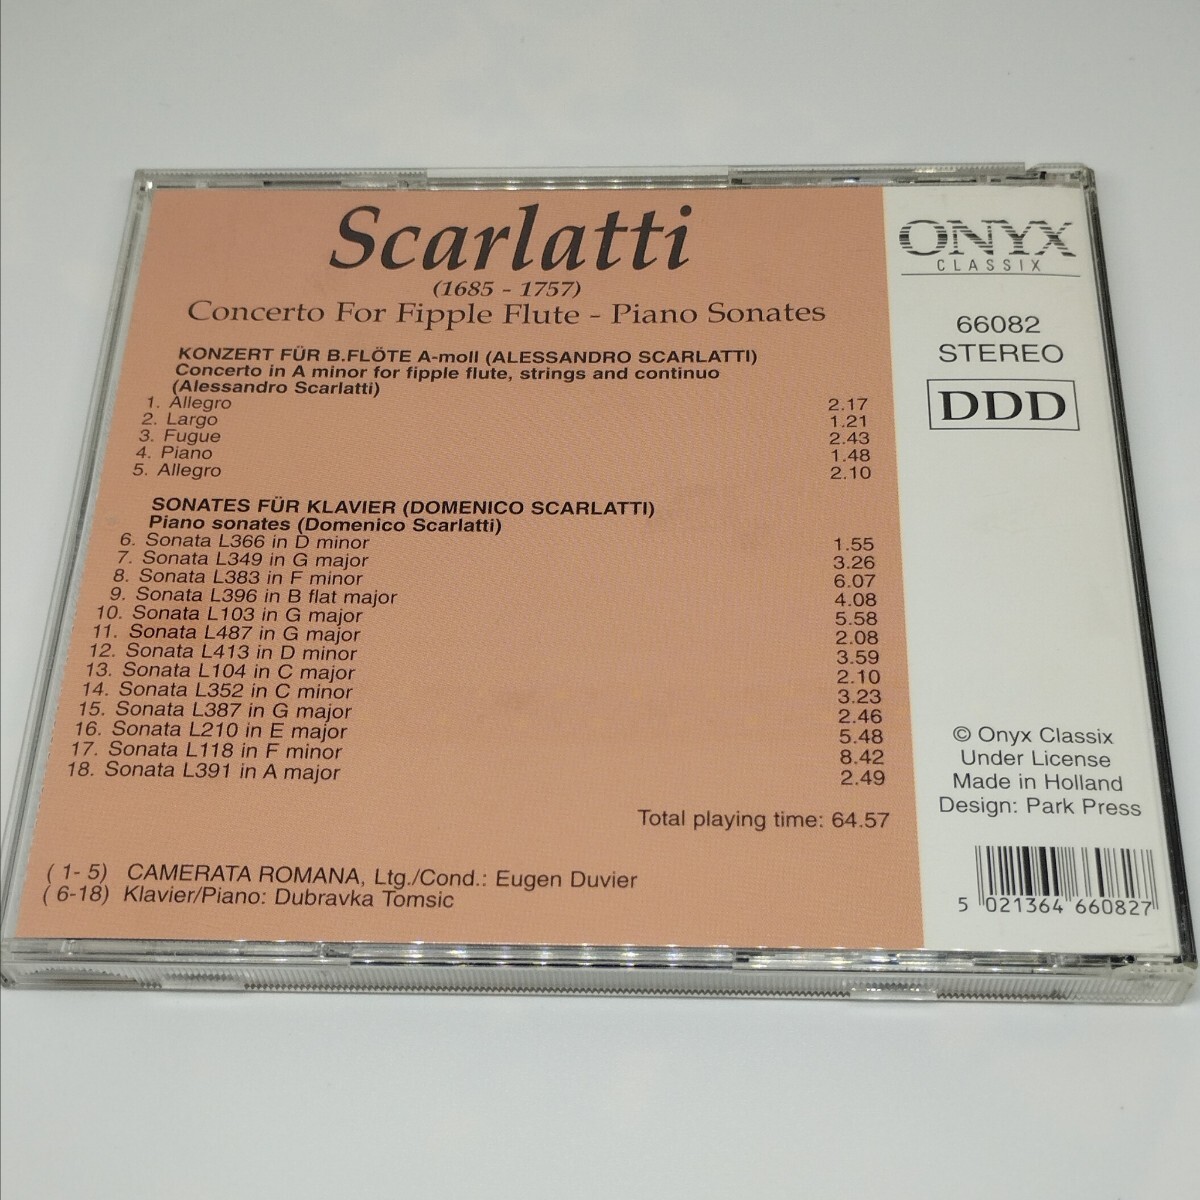 Scarlatti
(1685 - 1757)
Concerto For Fipple Flute - Piano Sonates
KONZERT FÜR B.FLÖTE A-moll (ALESSANDRO SCARLATTI)
Concerto in A minor for fipple flute, strings and continuo
(Alessandro Scarlatti)
1. Allegro 2.17
2. Largo 1.21
3. Fugue 2.43
4. Piano 1.48
5. Allegro 2.10
SONATES FÜR KLAVIER (DOMENICO SCARLATTI)
Piano sonates (Domenico Scarlatti)
6. Sonata L366 in D minor 1.55
7. Sonata L349 in G major 3.26
8. Sonata L383 in F minor 6.07
9. Sonata L396 in B flat major 4.08
10. Sonata L103 in G major 5.58
11. Sonata L487 in G major 2.08
12. Sonata L413 in D minor 3.59
13. Sonata L104 in C major 2.10
14. Sonata L352 in C minor 3.23
15. Sonata L387 in G major 2.46
16. Sonata L210 in E major 5.48
17. Sonata L118 in F minor 8.42
18. Sonata L391 in A major 2.49
Total playing time: 64.57
( 1- 5) CAMERATA ROMANA, Ltg./Cond.: Eugen Duvier
( 6-18) Klavier/Piano: Dubravka Tomsic
ONYX
CLASSIX
66082
STEREO
DDD
© Onyx Classix
Under License
Made in Holland
Design: Park Press
5 021364 660827